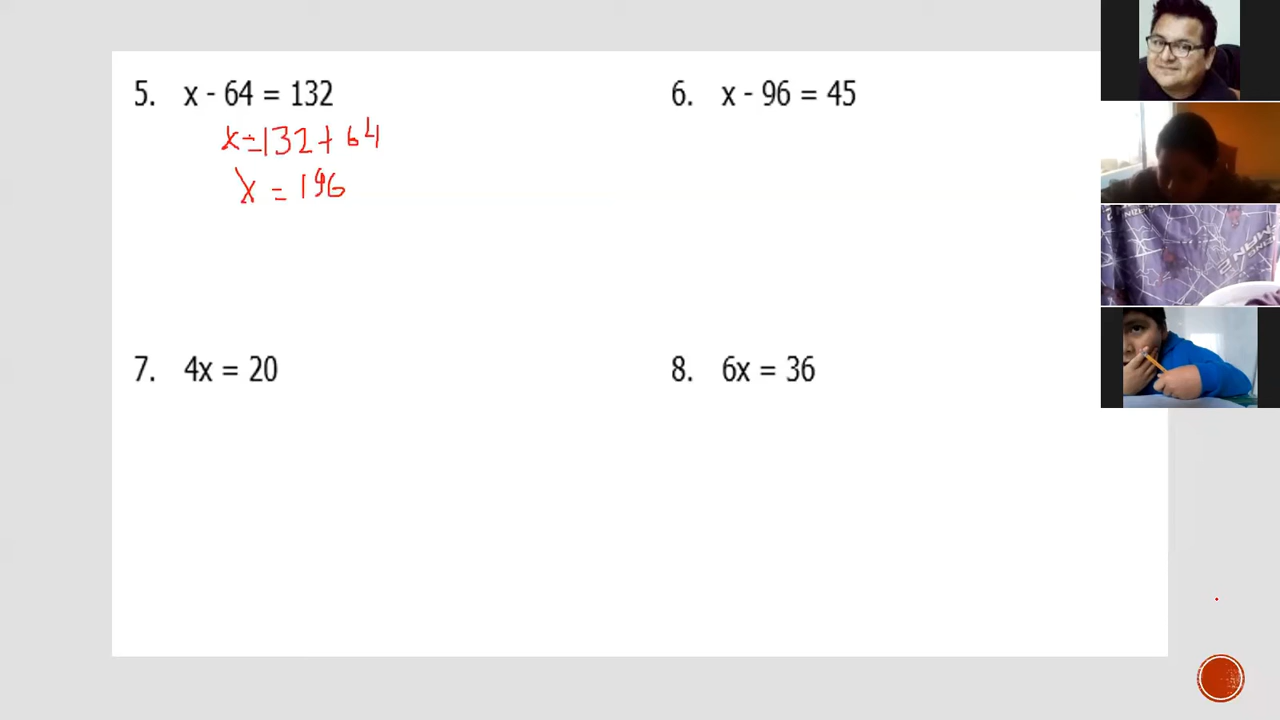 5. x - 64 = 132
x = 132 + 64
x = 196
6. x - 96 = 45
7. 4x = 20
8. 6x = 36